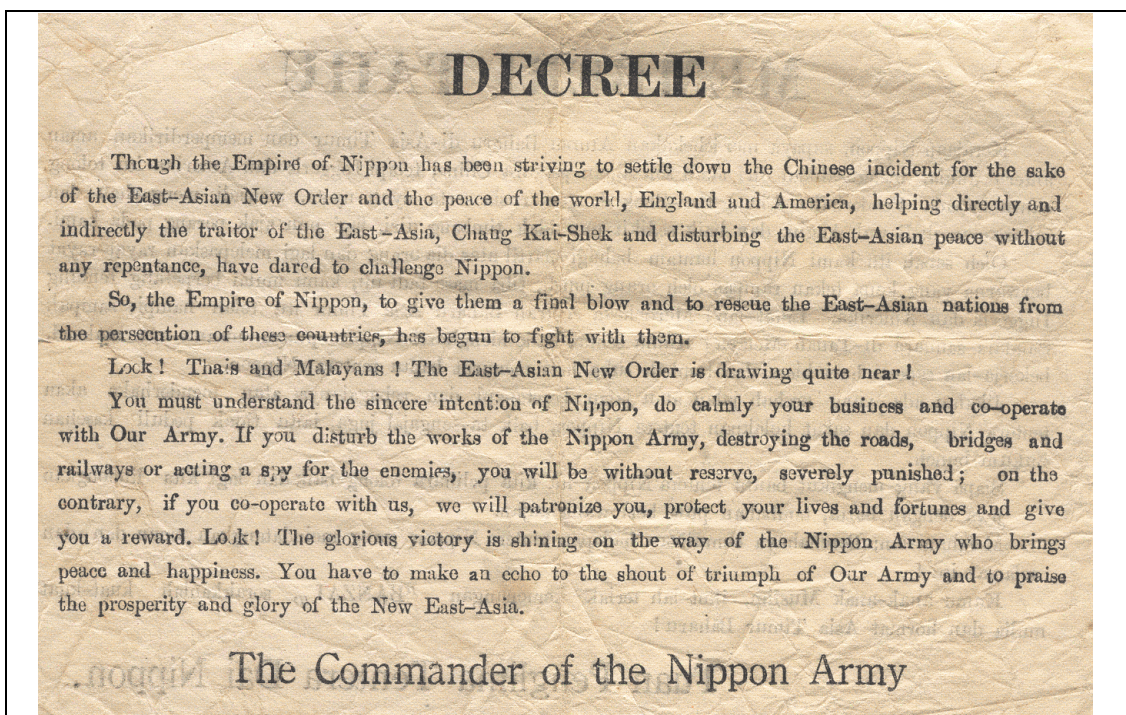 DECREE
Though the Empire of Nippon has been striving to settle down the Chinese incident for the sake
of the East-Asian New Order and the peace of the world, England and America, helping directly and
indirectly the traitor of the East-Asia, Chang Kai-Shek and disturbing the East-Asian peace without
any repentance, have dared to challenge Nippon.
So, the Empire of Nippon, to give them a final blow and to rescue the East-Asian nations from
the persecution of these countries, has begun to fight with them.
Look! Thais and Malayans ! The East-Asian New Order is drawing quite near!
You must understand the sincere intention of Nippon, do calmly your business and co-operate
with Our Army. If you disturb the works of the Nippon Army, destroying the roads, bridges and
railways or acting a spy for the enemies, you will be without reserve, severely punished; on the
contrary, if you co-operate with us, we will patronize you, protect your lives and fortunes and give
you a reward. Look! The glorious victory is shining on the way of the Nippon Army who brings
peace and happiness. You have to make an echo to the shout of triumph of Our Army and to praise
the prosperity and glory of the New East-Asia.
The Commander of the Nippon Army